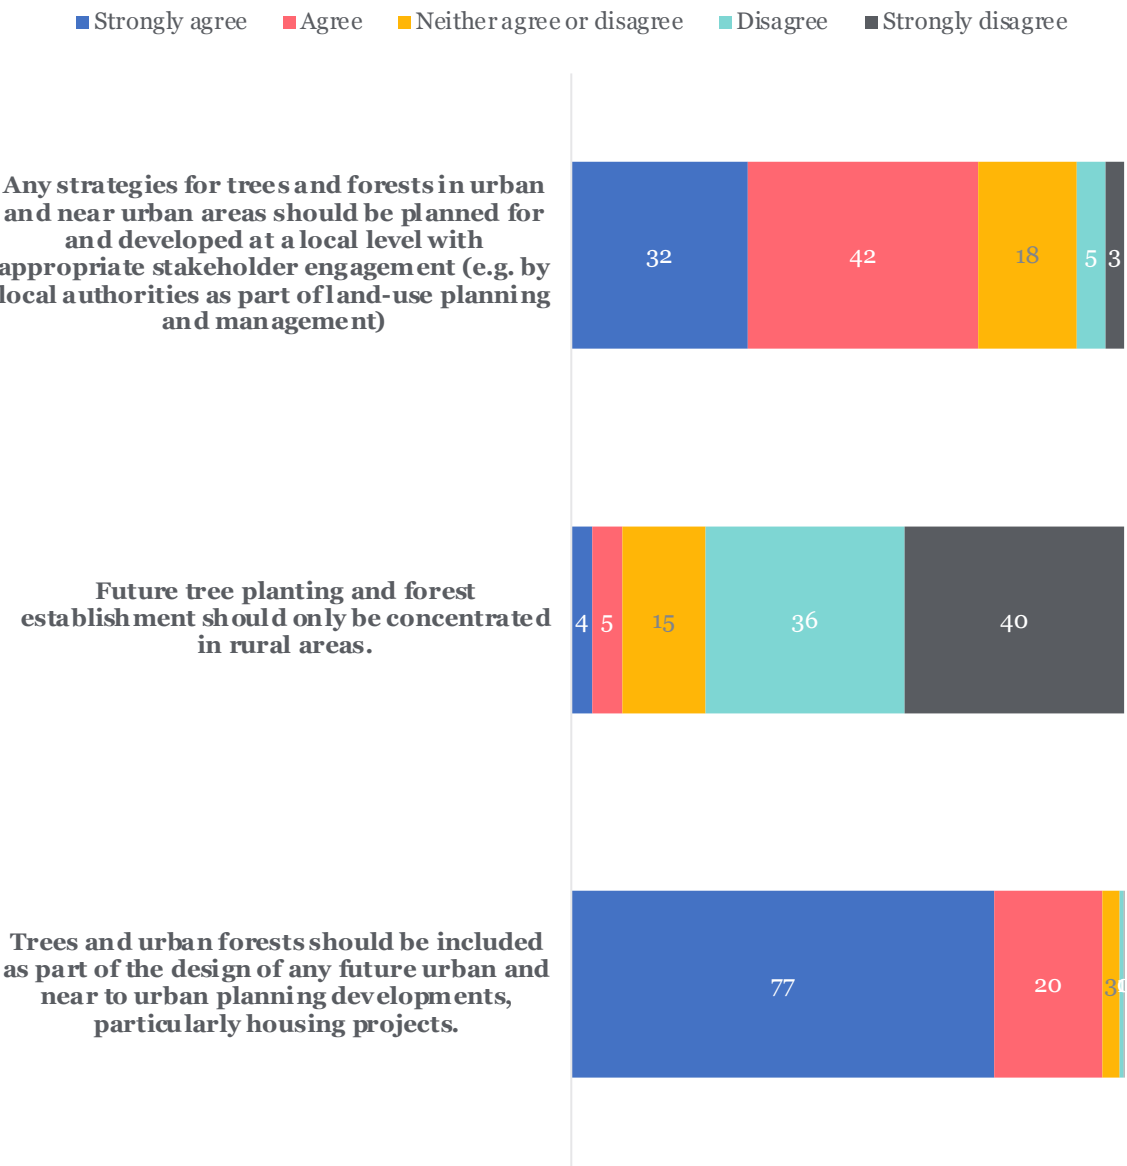 Strongly agree Agree Neither agree or disagree Disagree Strongly disagree
Any strategies for trees and forests in urban
and near urban areas should be planned for
and developed at a local level with
appropriate stakeholder engagement (e.g. by
local authorities as part of land-use planning
and management)
32 42 18 5 3
Future tree planting and forest
establishment should only be concentrated
in rural areas.
4 5 15 36 40
Trees and urban forests should be included
as part of the design of any future urban and
near to urban planning developments,
particularly housing projects.
77 20 3